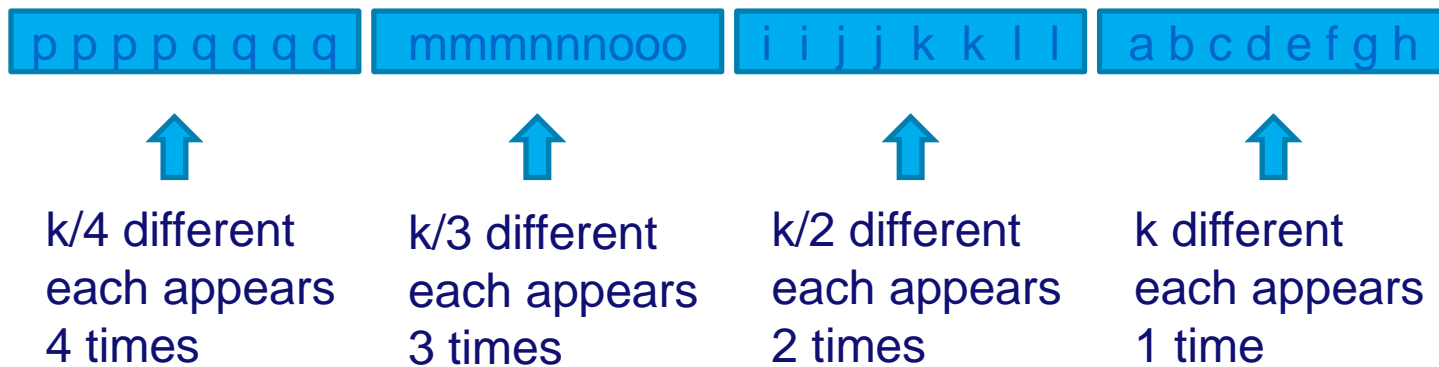 p p p p q q q q
mmmnnnooo
i i j j k k l l
a b c d e f g h
k/4 different
each appears
4 times
k/3 different
each appears
3 times
k/2 different
each appears
2 times
k different
each appears
1 time